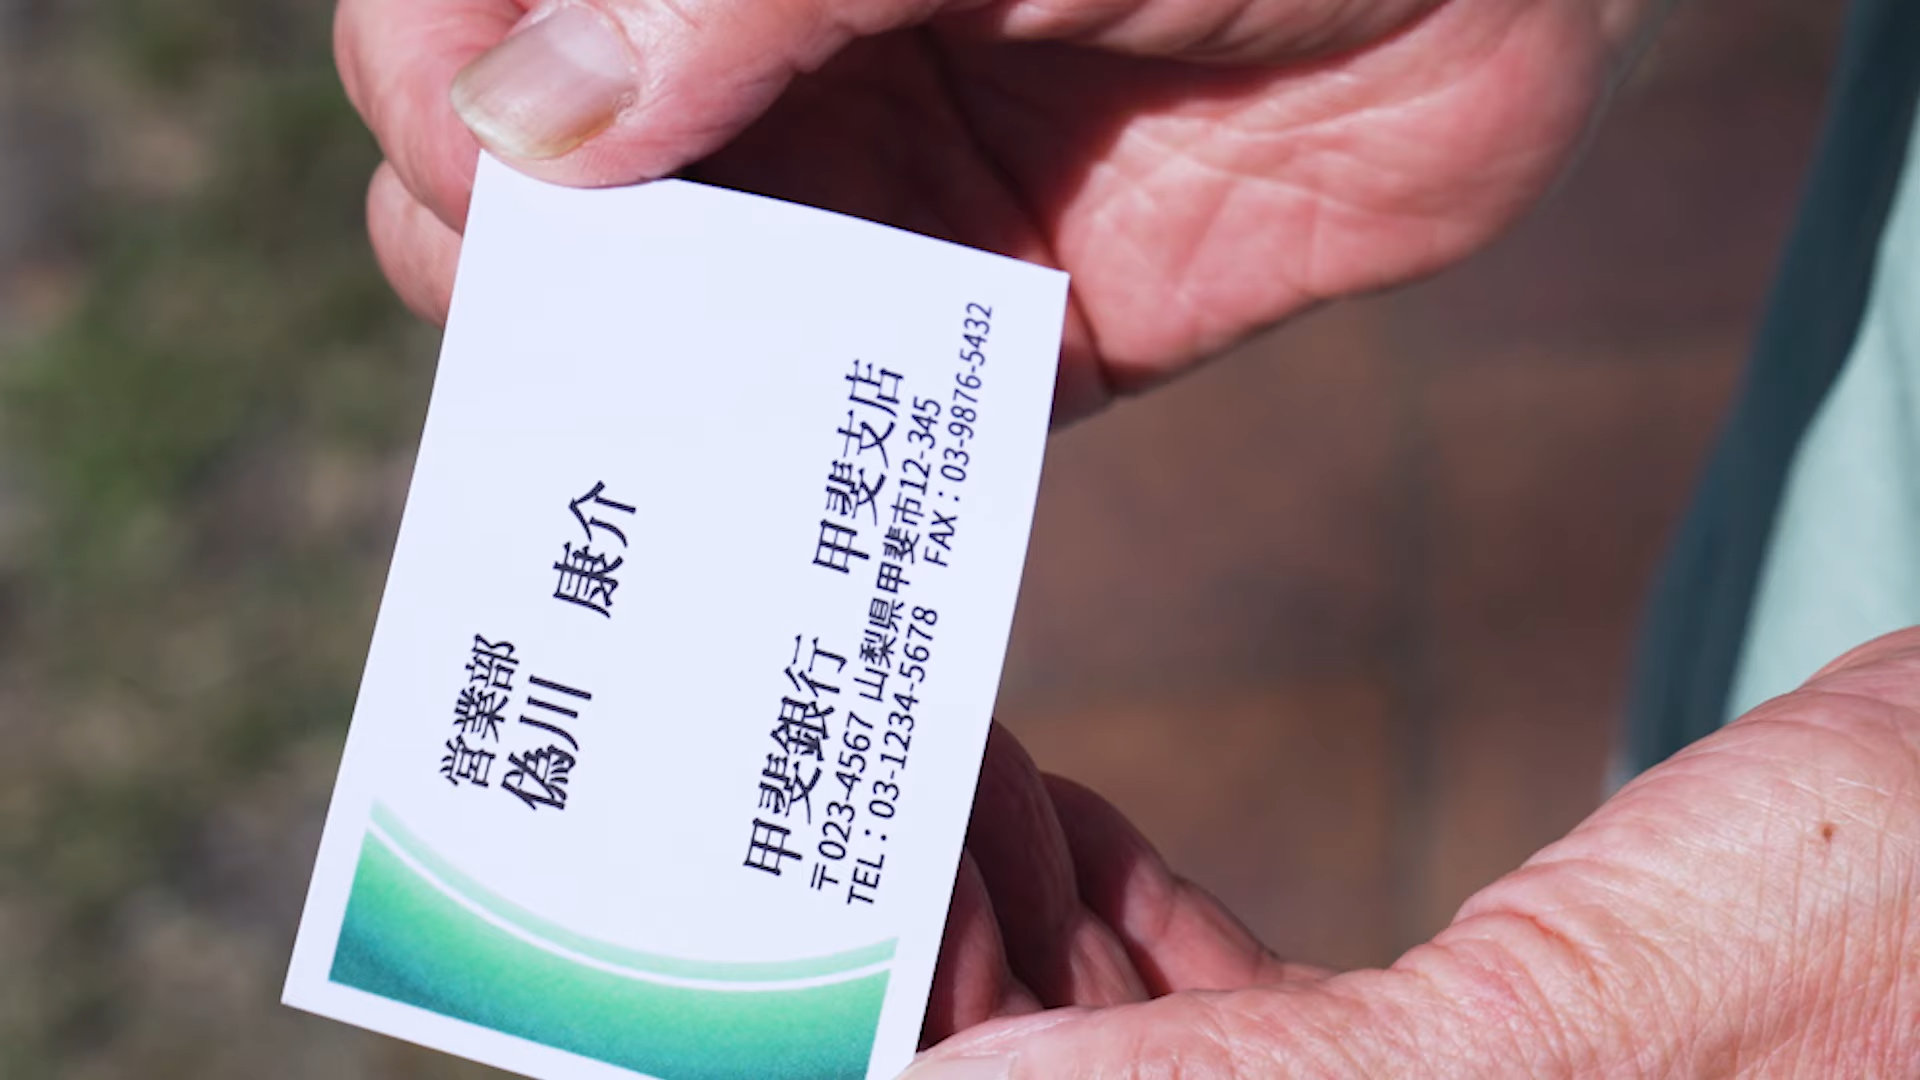 営業部
偽川　康介
甲斐銀行　甲斐支店
〒023-4567 山梨県甲斐市12-345
TEL：03-1234-5678　FAX：03-9876-5432